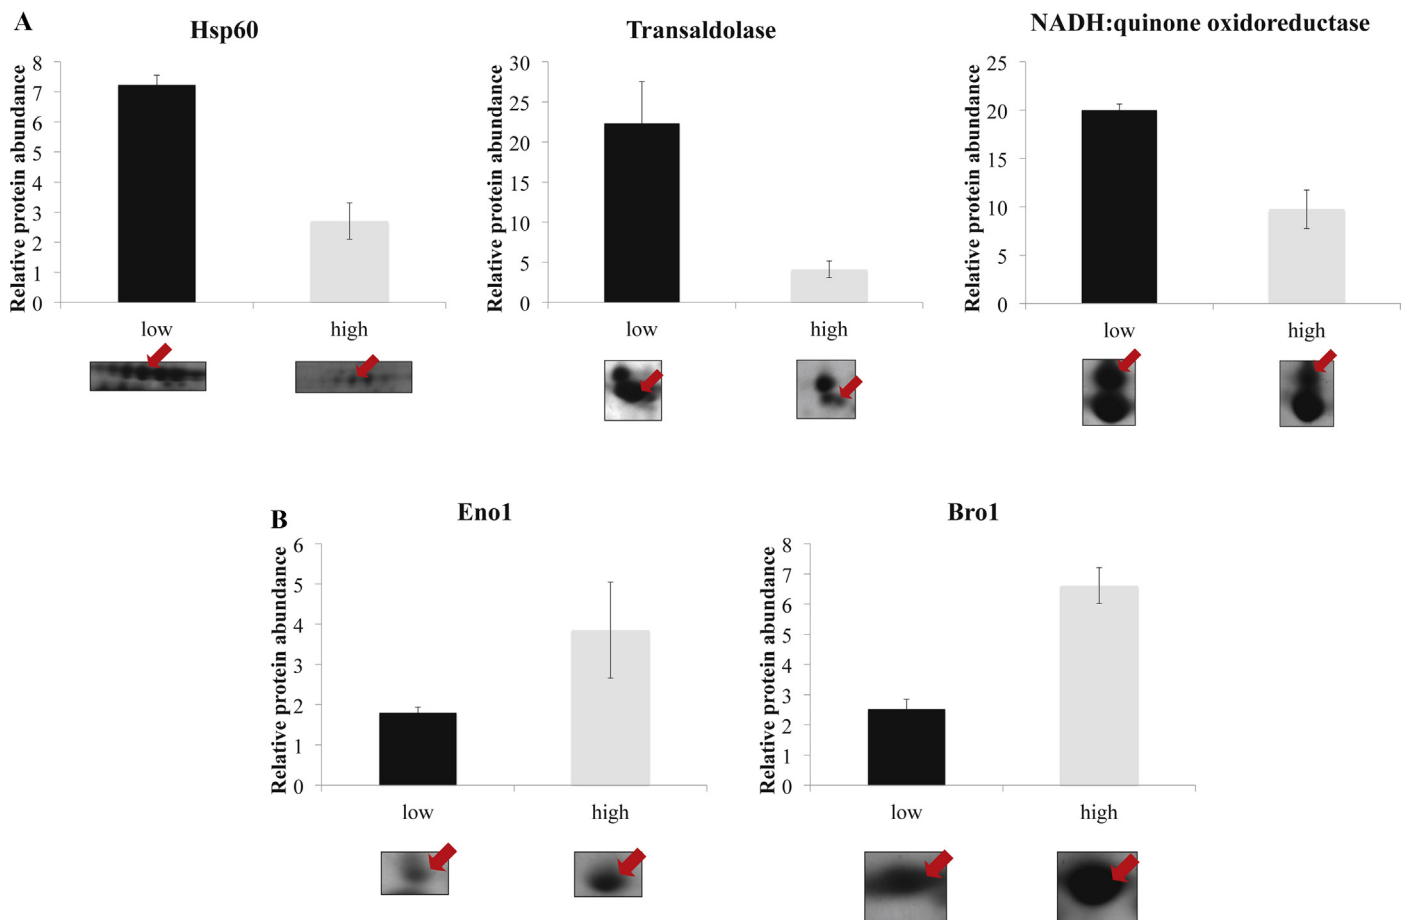 A
Hsp60
Transaldolase
NADH:quinone oxidoreductase
Relative protein abundance
8
7
6
5
4
3
2
1
0
low
high
Relative protein abundance
30
25
20
15
10
5
0
low
high
Relative protein abundance
25
20
15
10
5
0
low
high
B
Eno1
Bro1
Relative protein abundance
6
5
4
3
2
1
0
low
high
Relative protein abundance
8
7
6
5
4
3
2
1
0
low
high